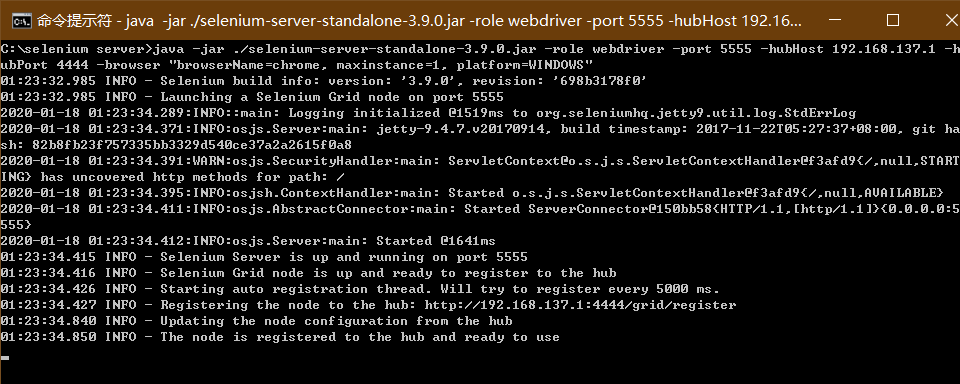 命令提示符 - java -jar ./selenium-server-standalone-3.9.0.jar -role webdriver -port 5555 -hubHost 192.16...
C:\selenium server>java -jar ./selenium-server-standalone-3.9.0.jar -role webdriver -port 5555 -hubHost 192.168.137.1 -h
ubPort 4444 -browser "browserName=chrome, maxinstance=1, platform=WINDOWS"
01:23:32.985 INFO - Selenium build info: version: '3.9.0', revision: '698b3178f0'
01:23:32.985 INFO - Launching a Selenium Grid node on port 5555
2020-01-18 01:23:34.289:INFO::main: Logging initialized @1519ms to org.seleniumhq.jetty9.util.log.StdErrLog
2020-01-18 01:23:34.371:INFO:osjs.Server:main: jetty-9.4.7.v20170914, build timestamp: 2017-11-22T05:27:37+08:00, git ha
sh: 82b8fb23f757335bb3329d540ce37a2a2615f0a8
2020-01-18 01:23:34.391:WARN:osjs.SecurityHandler:main: ServletContext@o.s.j.s.ServletContextHandler@f3afd9{/,null,START
ING} has uncovered http methods for path: /
2020-01-18 01:23:34.395:INFO:osjsh.ContextHandler:main: Started o.s.j.s.ServletContextHandler@f3afd9{/,null,AVAILABLE}
2020-01-18 01:23:34.411:INFO:osjs.AbstractConnector:main: Started ServerConnector@150bb58{HTTP/1.1,[http/1.1]}{0.0.0.0:5
555}
2020-01-18 01:23:34.412:INFO:osjs.Server:main: Started @1641ms
01:23:34.415 INFO - Selenium Server is up and running on port 5555
01:23:34.416 INFO - Selenium Grid node is up and ready to register to the hub
01:23:34.426 INFO - Starting auto registration thread. Will try to register every 5000 ms.
01:23:34.427 INFO - Registering the node to the hub: http://192.168.137.1:4444/grid/register
01:23:34.840 INFO - Updating the node configuration from the hub
01:23:34.850 INFO - The node is registered to the hub and ready to use